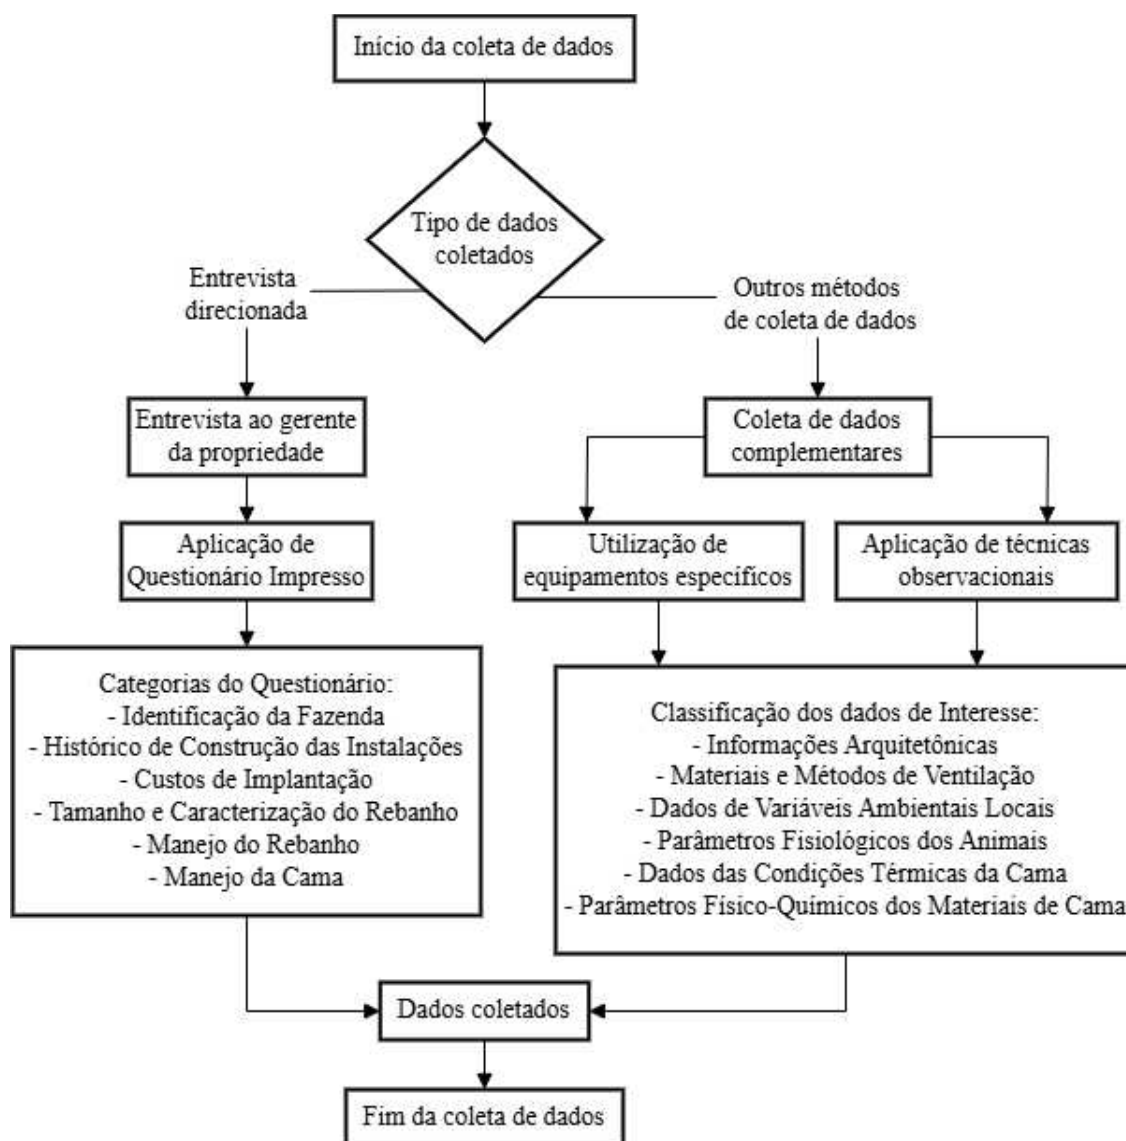 Início da coleta de dados
Tipo de dados
coletados
Entrevista
direcionada
Outros métodos
de coleta de dados
Entrevista ao gerente
da propriedade
Coleta de dados
complementares
Aplicação de
Questionário Impresso
Utilização de
equipamentos específicos
Aplicação de técnicas
observacionais
Categorias do Questionário:
- Identificação da Fazenda
- Histórico de Construção das Instalações
- Custos de Implantação
- Tamanho e Caracterização do Rebanho
- Manejo do Rebanho
- Manejo da Cama
Classificação dos dados de Interesse:
- Informações Arquitetônicas
- Materiais e Métodos de Ventilação
- Dados de Variáveis Ambientais Locais
- Parâmetros Fisiológicos dos Animais
- Dados das Condições Térmicas da Cama
- Parâmetros Físico-Químicos dos Materiais de Cama
Dados coletados
Fim da coleta de dados